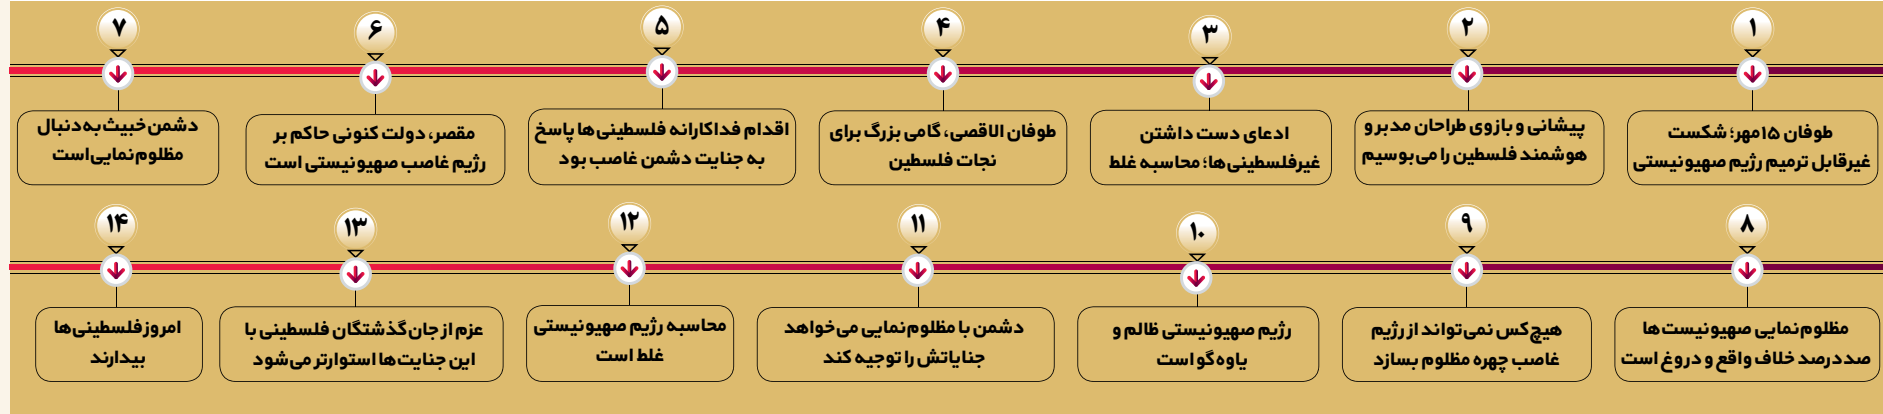 ۱
طوفان ۱۵مهر؛ شکست
غیرقابل ترمیم رژیم صهیونیستی
۲
پیشانی و بازوی طراحان مدبر و
هوشمند فلسطین را می‌بوسیم
۳
ادعای دست داشتن
غیرفلسطینی‌ها؛ محاسبه غلط
۴
طوفان الاقصی، گامی بزرگ برای
نجات فلسطین
۵
اقدام فداکارانه فلسطینی‌ها پاسخ
به جنایت دشمن غاصب بود
۶
مقصر، دولت کنونی حاکم بر
رژیم غاصب صهیونیستی است
۷
دشمن خبیث به‌دنبال
مظلوم‌نمایی است
۸
مظلوم‌نمایی صهیونیست‌ها
صددرصد خلاف واقع و دروغ است
۹
هیچ‌کس نمی‌تواند از رژیم
غاصب چهره مظلوم بسازد
۱۰
رژیم صهیونیستی ظالم و
یاوه‌گو است
۱۱
دشمن با مظلوم‌نمایی می‌خواهد
جنایاتش را توجیه کند
۱۲
محاسبه رژیم صهیونیستی
غلط است
۱۳
عزم از جان‌گذشتگان فلسطینی با
این جنایت‌ها استوارتر می‌شود
۱۴
امروز فلسطینی‌ها
بیدارند